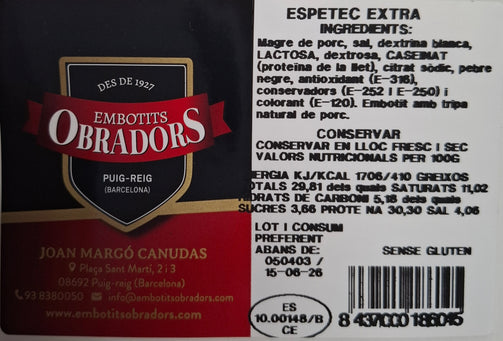 DES DE 1927
EMBOTITS
OBRADORS
PUIG-REIG
(BARCELONA)
JOAN MARGÓ CANUDAS
Plaça Sant Martí, 2 i 3
08692 Puig-reig (Barcelona)
93 8380050 info@embotitsobradors.com
www.embotitsobradors.com
ESPETEC EXTRA
INGREDIENTS:
Magre de porc, sal, dextrina blanca,
LACTOSA, dextrosa, CASEINAT
(proteína de la llet), citrat sòdic, pebre
negre, antioxidant (E-316),
conservadors (E-252 I E-250) i
colorant (E-120). Embotit amb tripa
natural de porc.
CONSERVAR
CONSERVAR EN LLOC FRESC I SEC
VALORS NUTRICIONALS PER 100G
ERGIA KJ/KCAL 1706/410 GREIXOS
OTALS 29,81 dels quals SATURATS 11,02
HIDRATS DE CARBONI 5,18 dels quals
SUCRES 3,66 PROTE NA 30,30 SAL 4,06
LOT I CONSUM
PREFERENT
ABANS DE: SENSE GLUTEN
050403 /
15-06-26
ES
10.00148/B
CE
8 437000 186045